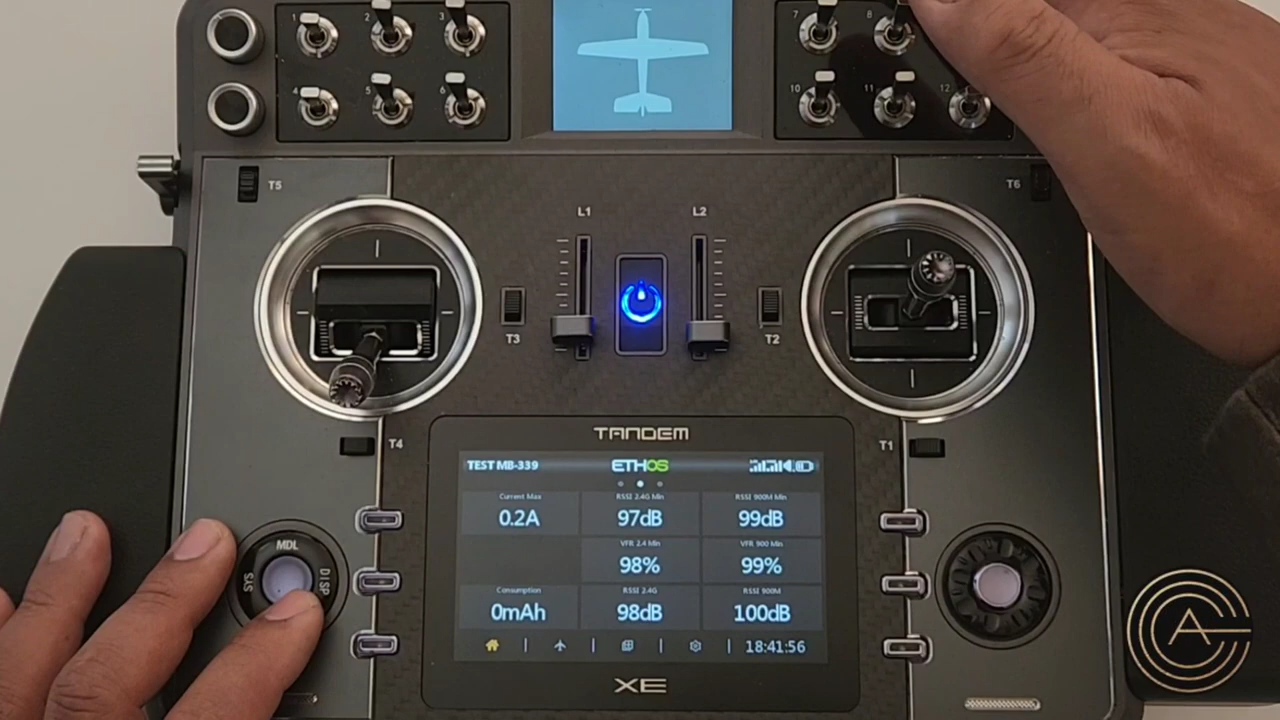 1 2 3
4 5 6
7 8
10 11 12
T5
T6
L1 L2
T3
T2
T4
T1
TANDEM
TEST MB-339 ETHOS
Current Max RSSI 2.4G Min RSSI 900M Min
0.2A 97dB 99dB
VFR 2.4 Min VFR 900 Min
98% 99%
Consumption RSSI 2.4G RSSI 900M
0mAh 98dB 100dB
18:41:56
XE
MDL
SYS
DISP
CAG